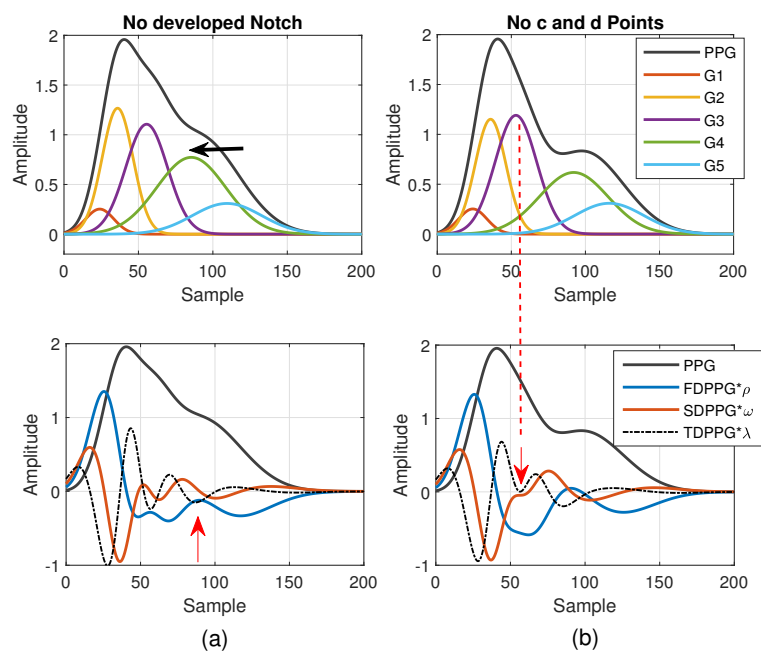 No developed Notch
2
1.5
1
0.5
0
Amplitude
0 50 100 150 200
Sample
No c and d Points
2
1.5
1
0.5
0
Amplitude
0 50 100 150 200
Sample
PPG
G1
G2
G3
G4
G5
2
1
0
-1
Amplitude
0 50 100 150 200
Sample
(a)
2
1
0
-1
Amplitude
0 50 100 150 200
Sample
(b)
PPG
FDPPG*ρ
SDPPG*ω
TDPPG*λ